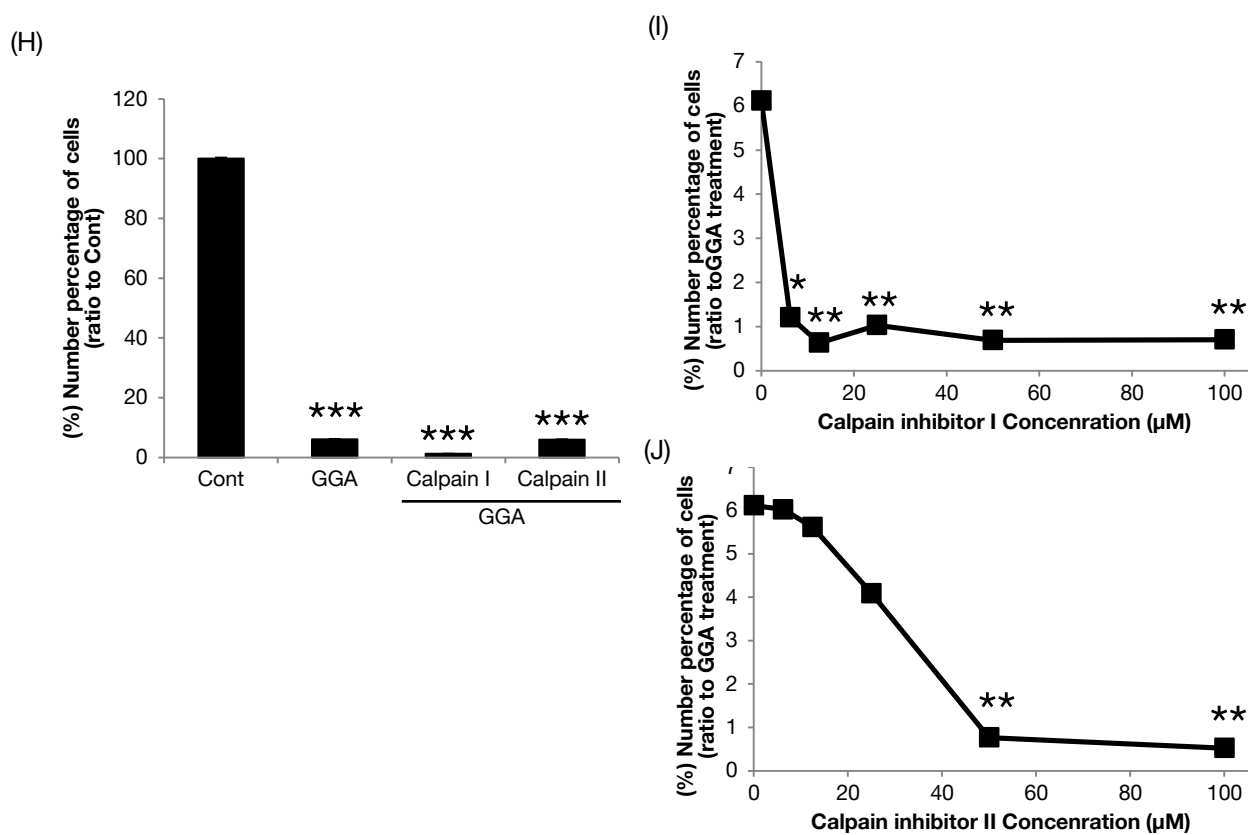 (H)
(%) Number percentage of cells
(ratio to Cont)
120
100
80
60
40
20
0
***
***
***
Cont
GGA
Calpain I
Calpain II
GGA
(I)
(%) Number percentage of cells
(ratio toGGA treatment)
7
6
5
4
3
2
1
0
*
**
**
**
**
0
20
40
60
80
100
Calpain inhibitor I Concenration (µM)
(J)
(%) Number percentage of cells
(ratio to GGA treatment)
7
6
5
4
3
2
1
0
**
**
0
20
40
60
80
100
Calpain inhibitor II Concenration (µM)